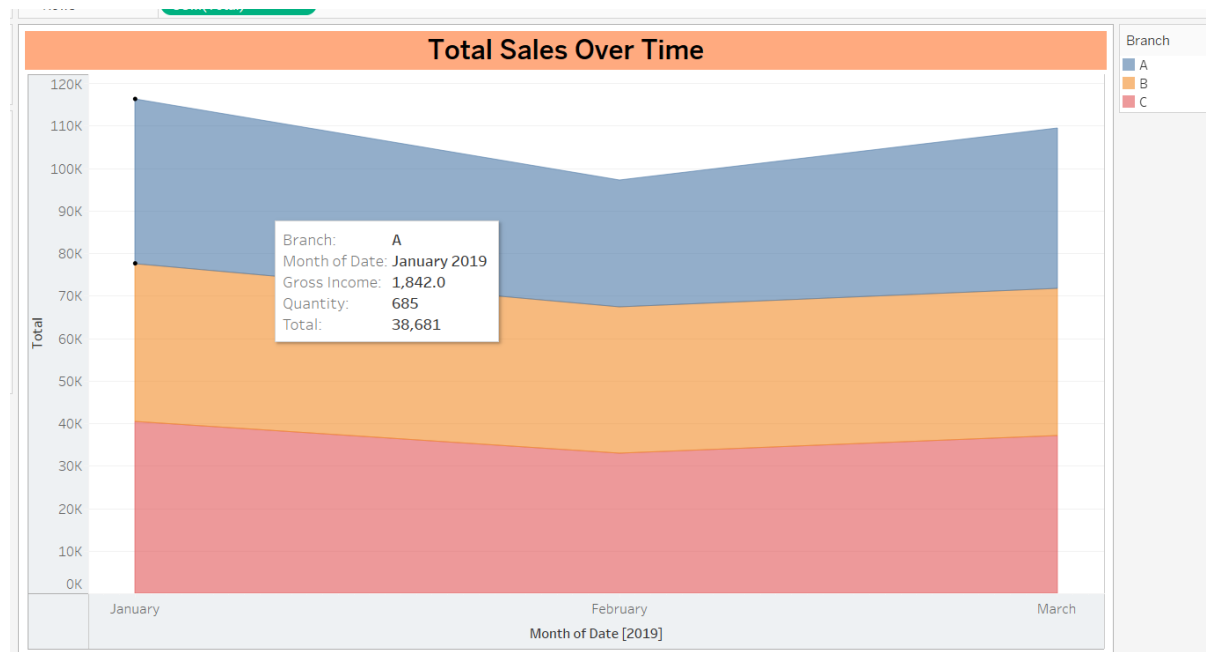 Total Sales Over Time
Branch
A
B
C
120K
110K
100K
90K
80K
70K
60K
50K
40K
30K
20K
10K
0K
Total
Branch: A
Month of Date: January 2019
Gross Income: 1,842.0
Quantity: 685
Total: 38,681
January February March
Month of Date [2019]